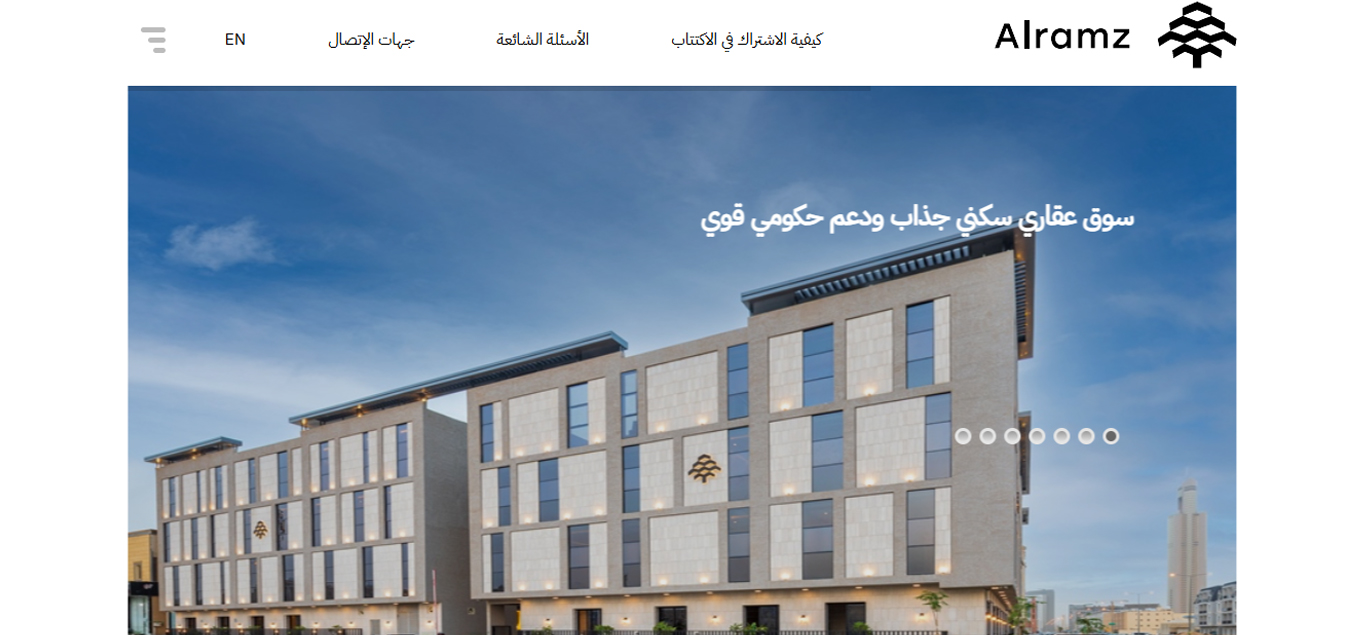 Alramz
كيفية الاشتراك في الاكتتاب
الأسئلة الشائعة
جهات الإتصال
EN
سوق عقاري سكني جذاب ودعم حكومي قوي